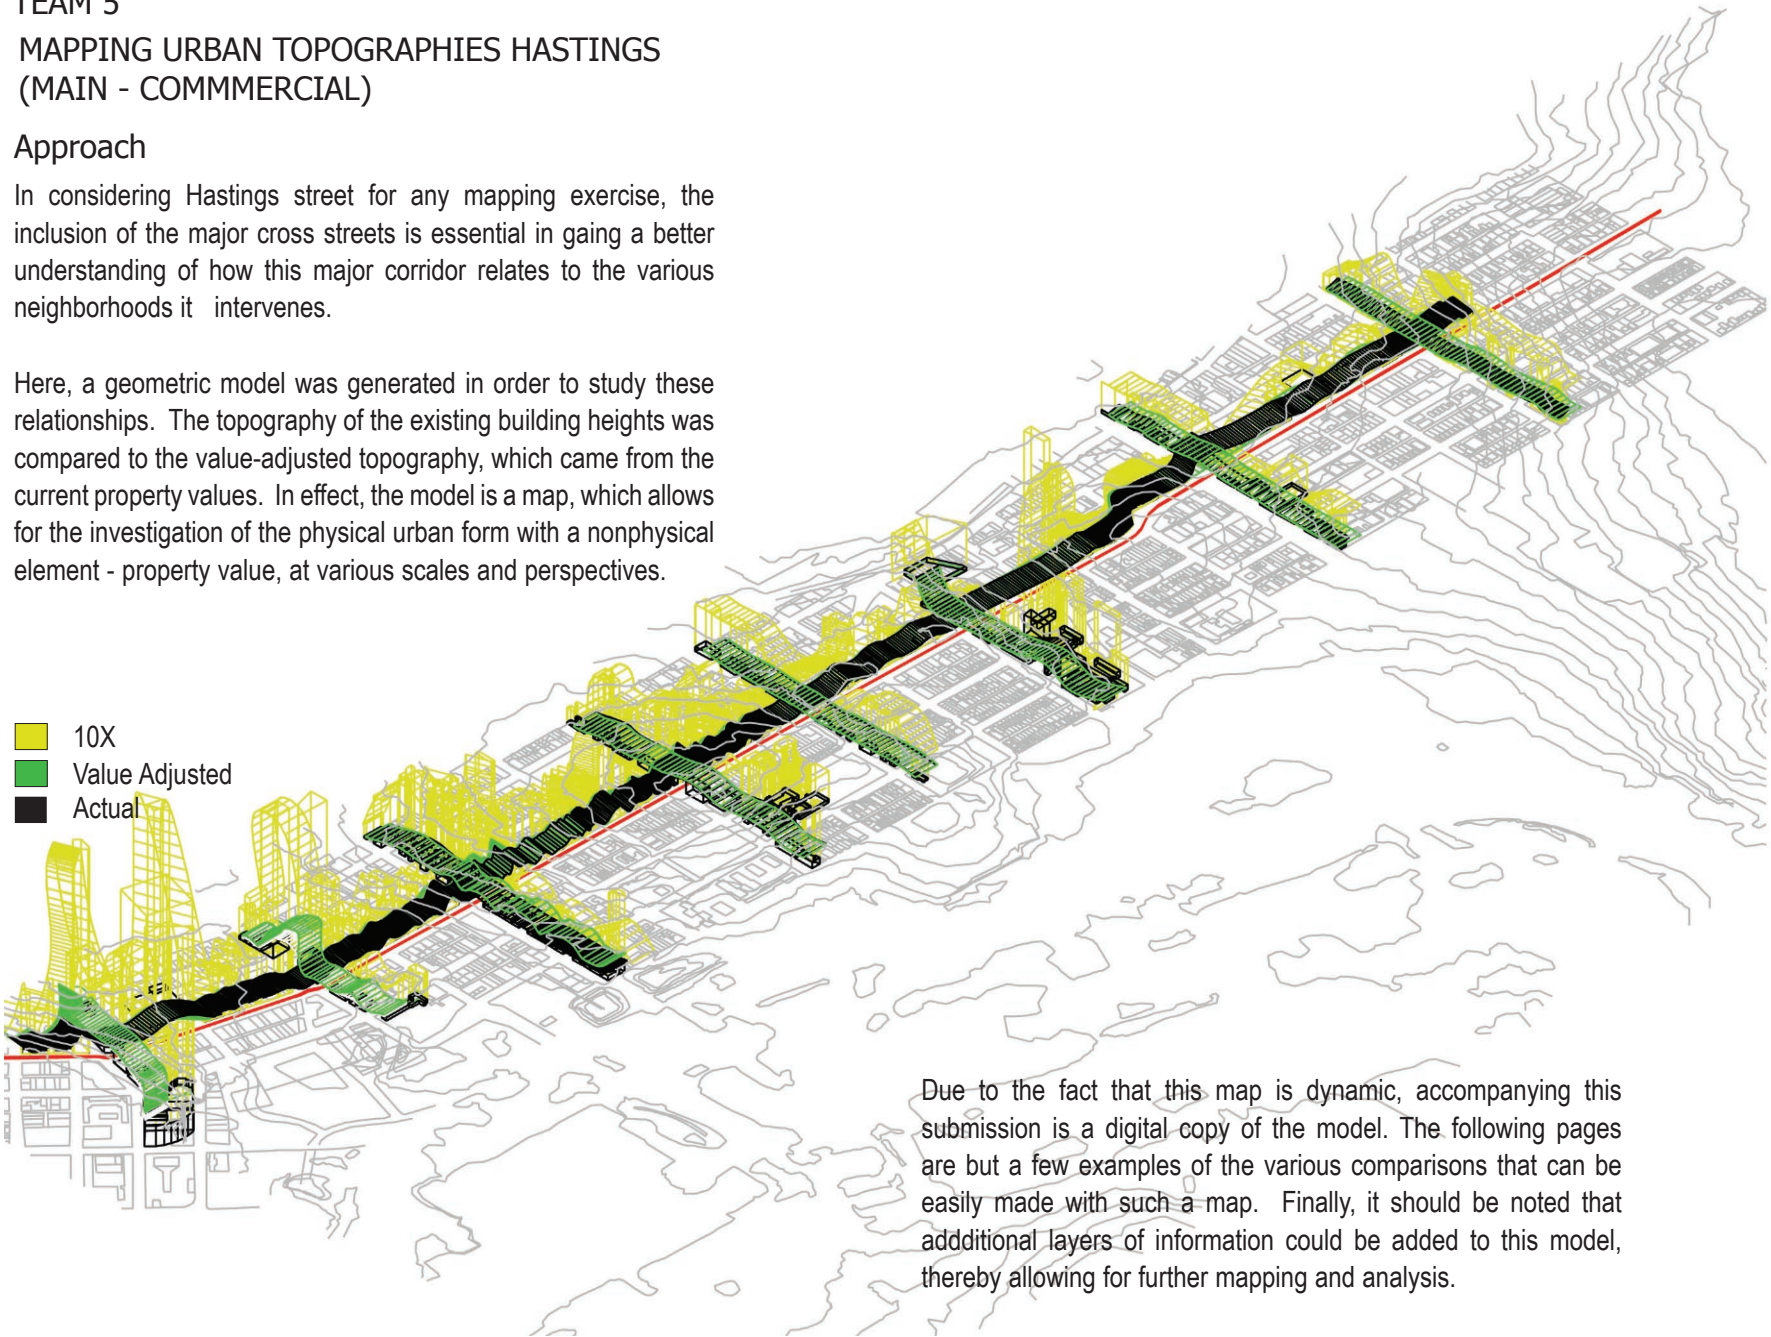 TEAM 5
MAPPING URBAN TOPOGRAPHIES HASTINGS
(MAIN - COMMMERCIAL)
Approach
In considering Hastings street for any mapping exercise, the
inclusion of the major cross streets is essential in gaing a better
understanding of how this major corridor relates to the various
neighborhoods it intervenes.
Here, a geometric model was generated in order to study these
relationships. The topography of the existing building heights was
compared to the value-adjusted topography, which came from the
current property values. In effect, the model is a map, which allows
for the investigation of the physical urban form with a nonphysical
element - property value, at various scales and perspectives.
10X
Value Adjusted
Actual
Due to the fact that this map is dynamic, accompanying this
submission is a digital copy of the model. The following pages
are but a few examples of the various comparisons that can be
easily made with such a map. Finally, it should be noted that
addditional layers of information could be added to this model,
thereby allowing for further mapping and analysis.